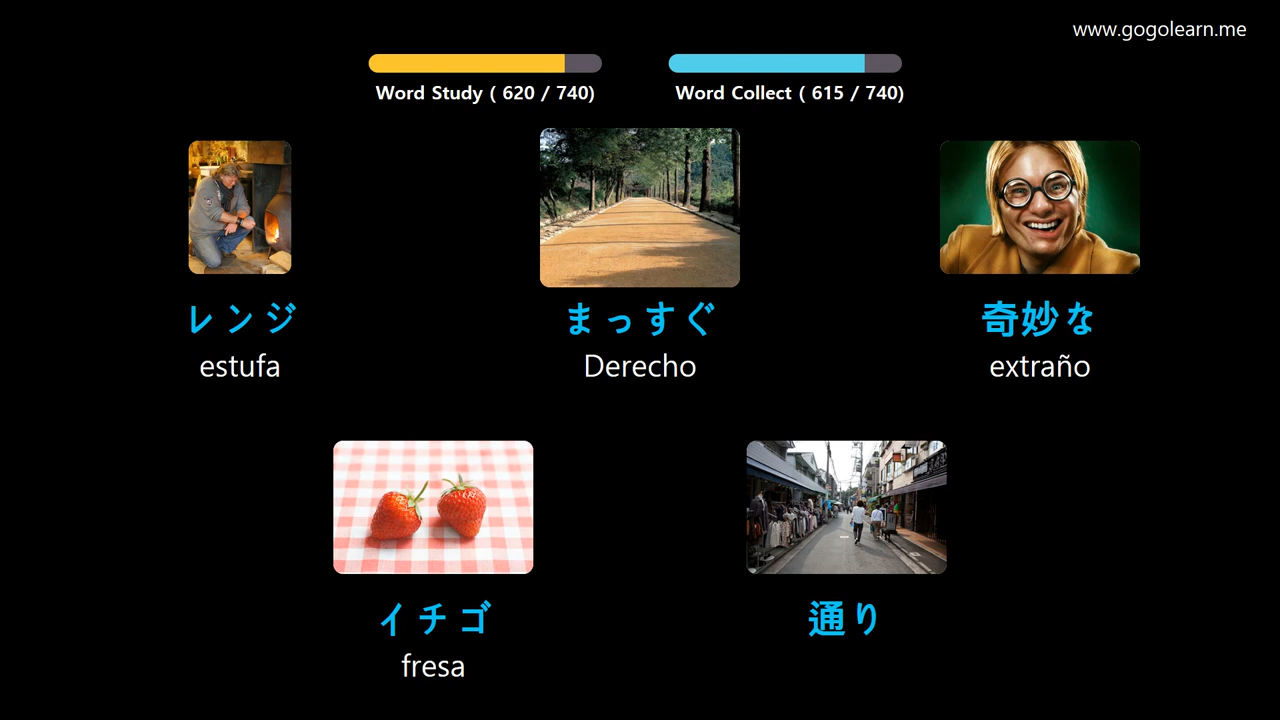 www.gogolearn.me
Word Study ( 620 / 740)
Word Collect ( 615 / 740)
レンジ
estufa
まっすぐ
Derecho
奇妙な
extraño
イチゴ
fresa
通り